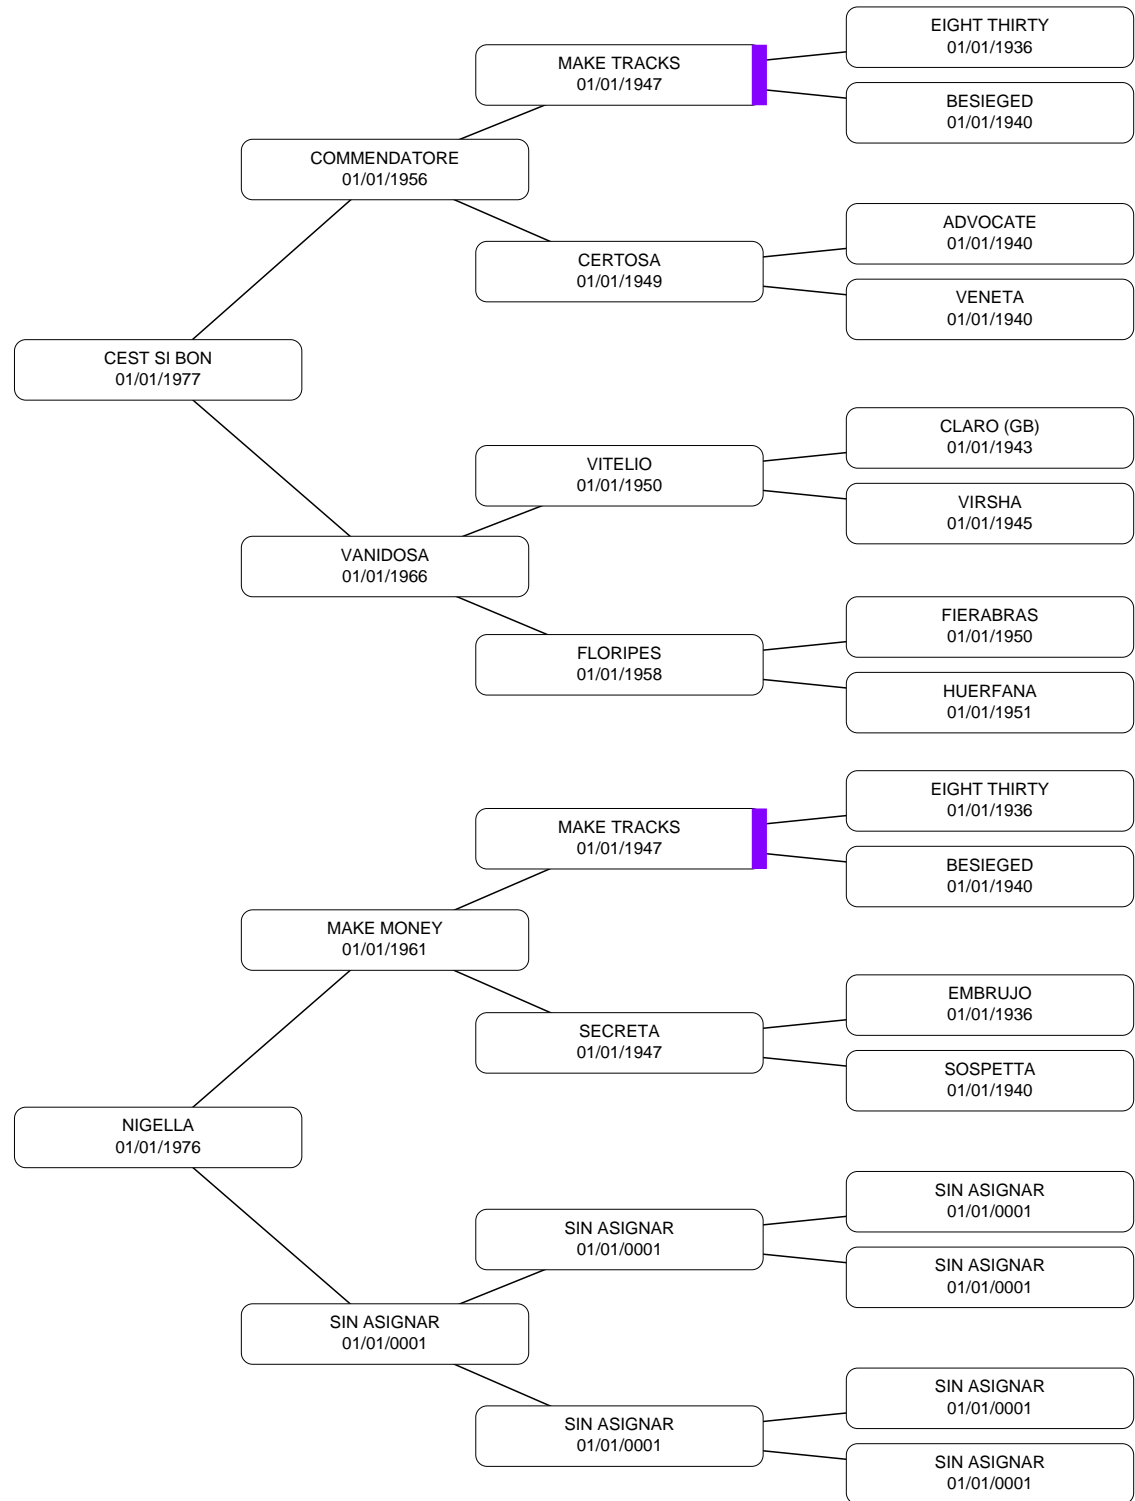 EIGHT THIRTY
01/01/1936
MAKE TRACKS
01/01/1947
BESIEGED
01/01/1940
COMMENDATORE
01/01/1956
ADVOCATE
01/01/1940
CERTOSA
01/01/1949
VENETA
01/01/1940
CEST SI BON
01/01/1977
CLARO (GB)
01/01/1943
VITELIO
01/01/1950
VIRSHA
01/01/1945
VANIDOSA
01/01/1966
FIERABRAS
01/01/1950
FLORIPES
01/01/1958
HUERFANA
01/01/1951
EIGHT THIRTY
01/01/1936
MAKE TRACKS
01/01/1947
BESIEGED
01/01/1940
MAKE MONEY
01/01/1961
EMBRUJO
01/01/1936
SECRETA
01/01/1947
SOSPETTA
01/01/1940
NIGELLA
01/01/1976
SIN ASIGNAR
01/01/0001
SIN ASIGNAR
01/01/0001
SIN ASIGNAR
01/01/0001
SIN ASIGNAR
01/01/0001
SIN ASIGNAR
01/01/0001
SIN ASIGNAR
01/01/0001
SIN ASIGNAR
01/01/0001